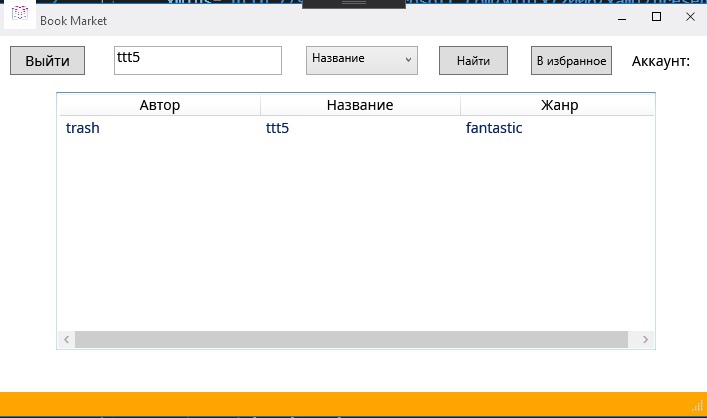 Book Market
Выйти ttt5 Название Найти В избранное Аккаунт:
Автор Название Жанр
trash ttt5 fantastic